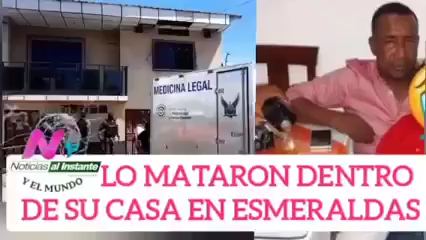 MEDICINA LEGAL
Noticias al Instante
Y EL MUNDO
LO MATARON DENTRO
DE SU CASA EN ESMERALDAS